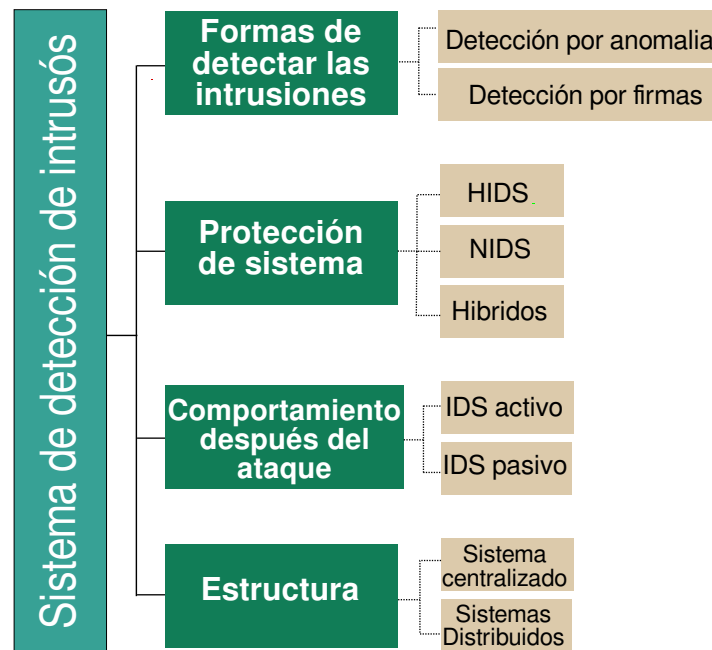 Sistema de detección de intrusós
Formas de
detectar las
intrusiones
Detección por anomalia
Detección por firmas
Protección
de sistema
HIDS
NIDS
Hibridos
Comportamiento
después del
ataque
IDS activo
IDS pasivo
Estructura
Sistema
centralizado
Sistemas
Distribuidos